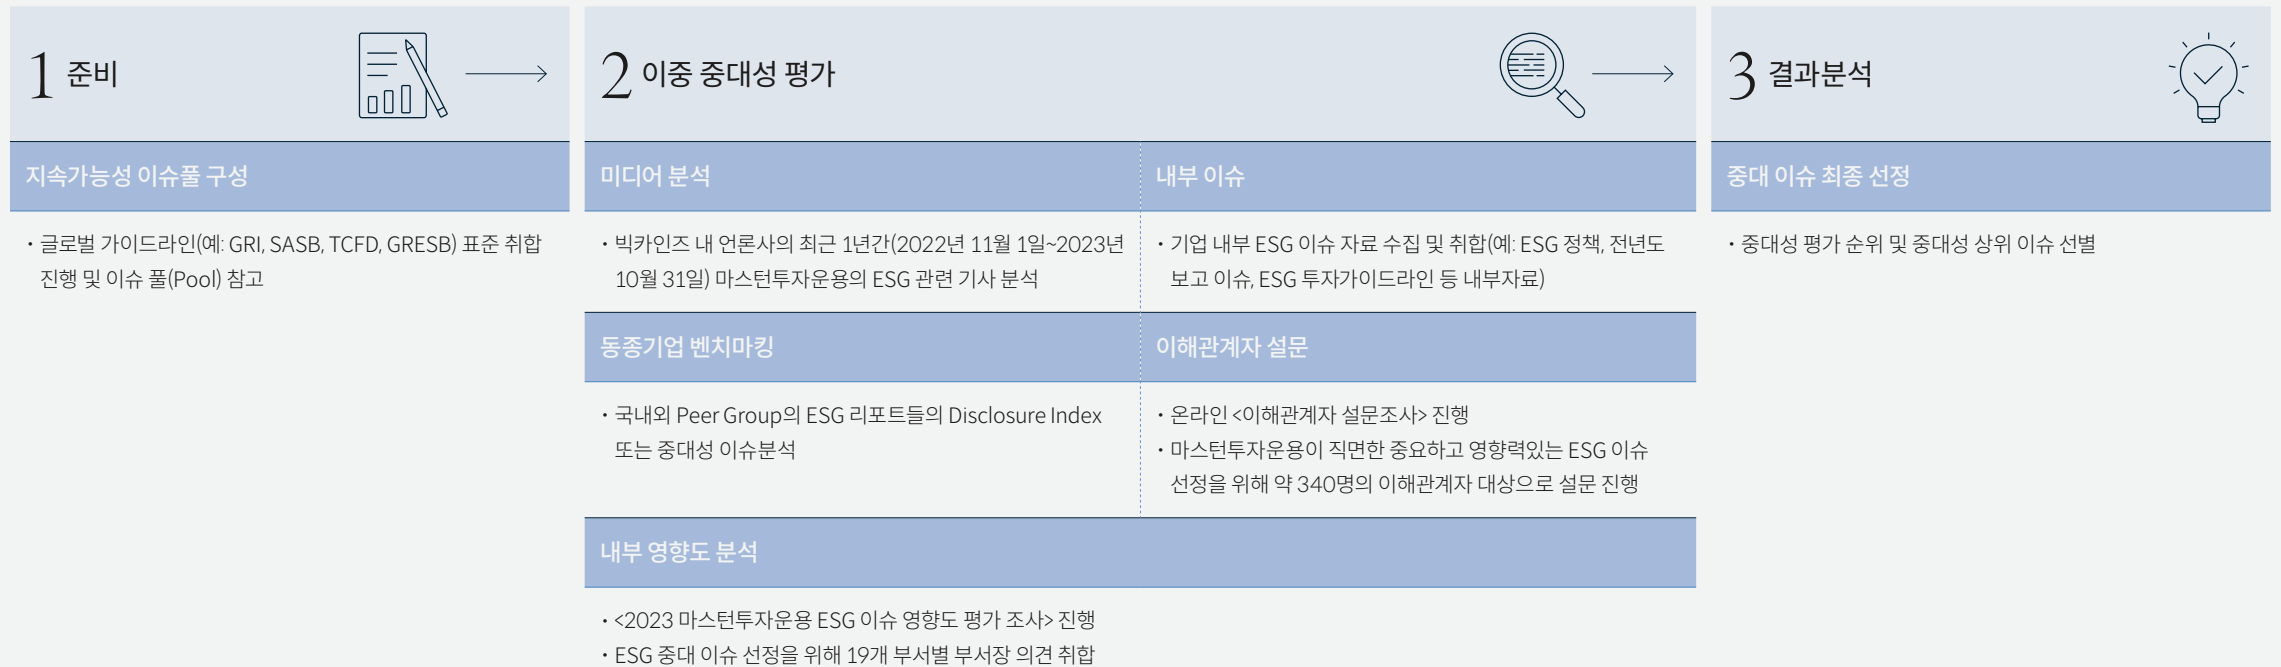 1 준비
지속가능성 이슈풀 구성
· 글로벌 가이드라인(예: GRI, SASB, TCFD, GRESB) 표준 취합
진행 및 이슈 풀(Pool) 참고
2 이중 중대성 평가
미디어 분석
· 빅카인즈 내 언론사의 최근 1년간(2022년 11월 1일~2023년
10월 31일) 마스턴투자운용의 ESG 관련 기사 분석
내부 이슈
· 기업 내부 ESG 이슈 자료 수집 및 취합(예: ESG 정책, 전년도
보고 이슈, ESG 투자가이드라인 등 내부자료)
동종기업 벤치마킹
· 국내외 Peer Group의 ESG 리포트들의 Disclosure Index
또는 중대성 이슈분석
이해관계자 설문
· 온라인 <이해관계자 설문조사> 진행
· 마스턴투자운용이 직면한 중요하고 영향력있는 ESG 이슈
선정을 위해 약 340명의 이해관계자 대상으로 설문 진행
내부 영향도 분석
· <2023 마스턴투자운용 ESG 이슈 영향도 평가 조사> 진행
· ESG 중대 이슈 선정을 위해 19개 부서별 부서장 의견 취합
3 결과분석
중대 이슈 최종 선정
· 중대성 평가 순위 및 중대성 상위 이슈 선별